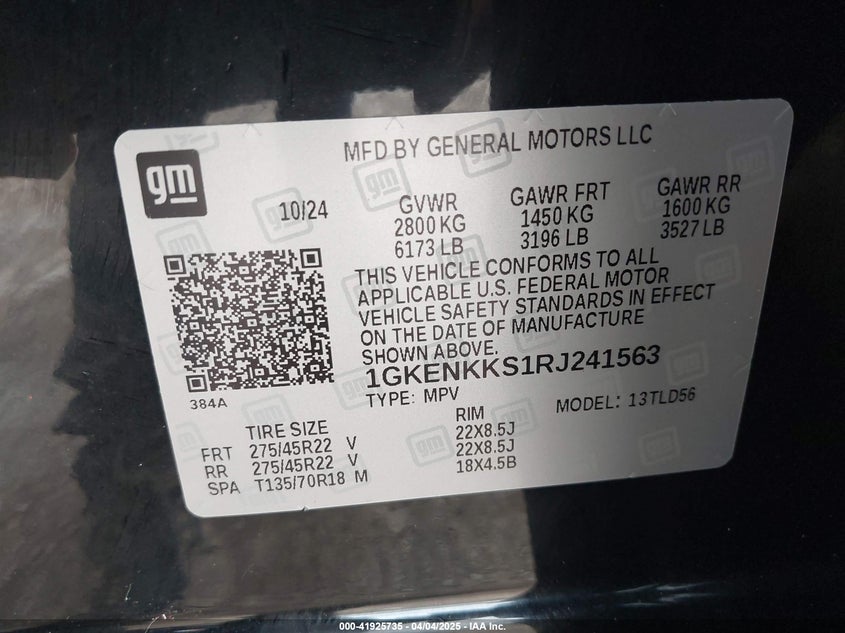 gm
MFD BY GENERAL MOTORS LLC
10/24
GVWR
2800 KG
6173 LB
GAWR FRT
1450 KG
3196 LB
GAWR RR
1600 KG
3527 LB
THIS VEHICLE CONFORMS TO ALL
APPLICABLE U.S. FEDERAL MOTOR
VEHICLE SAFETY STANDARDS IN EFFECT
ON THE DATE OF MANUFACTURE
SHOWN ABOVE.
1GKENKKS1RJ241563
TYPE: MPV MODEL: 13TLD56
384A
TIRE SIZE RIM
FRT 275/45R22 V 22X8.5J
RR 275/45R22 V 22X8.5J
SPA T135/70R18 M 18X4.5B
000-41925735 - 04/04/2025 - IAA Inc.